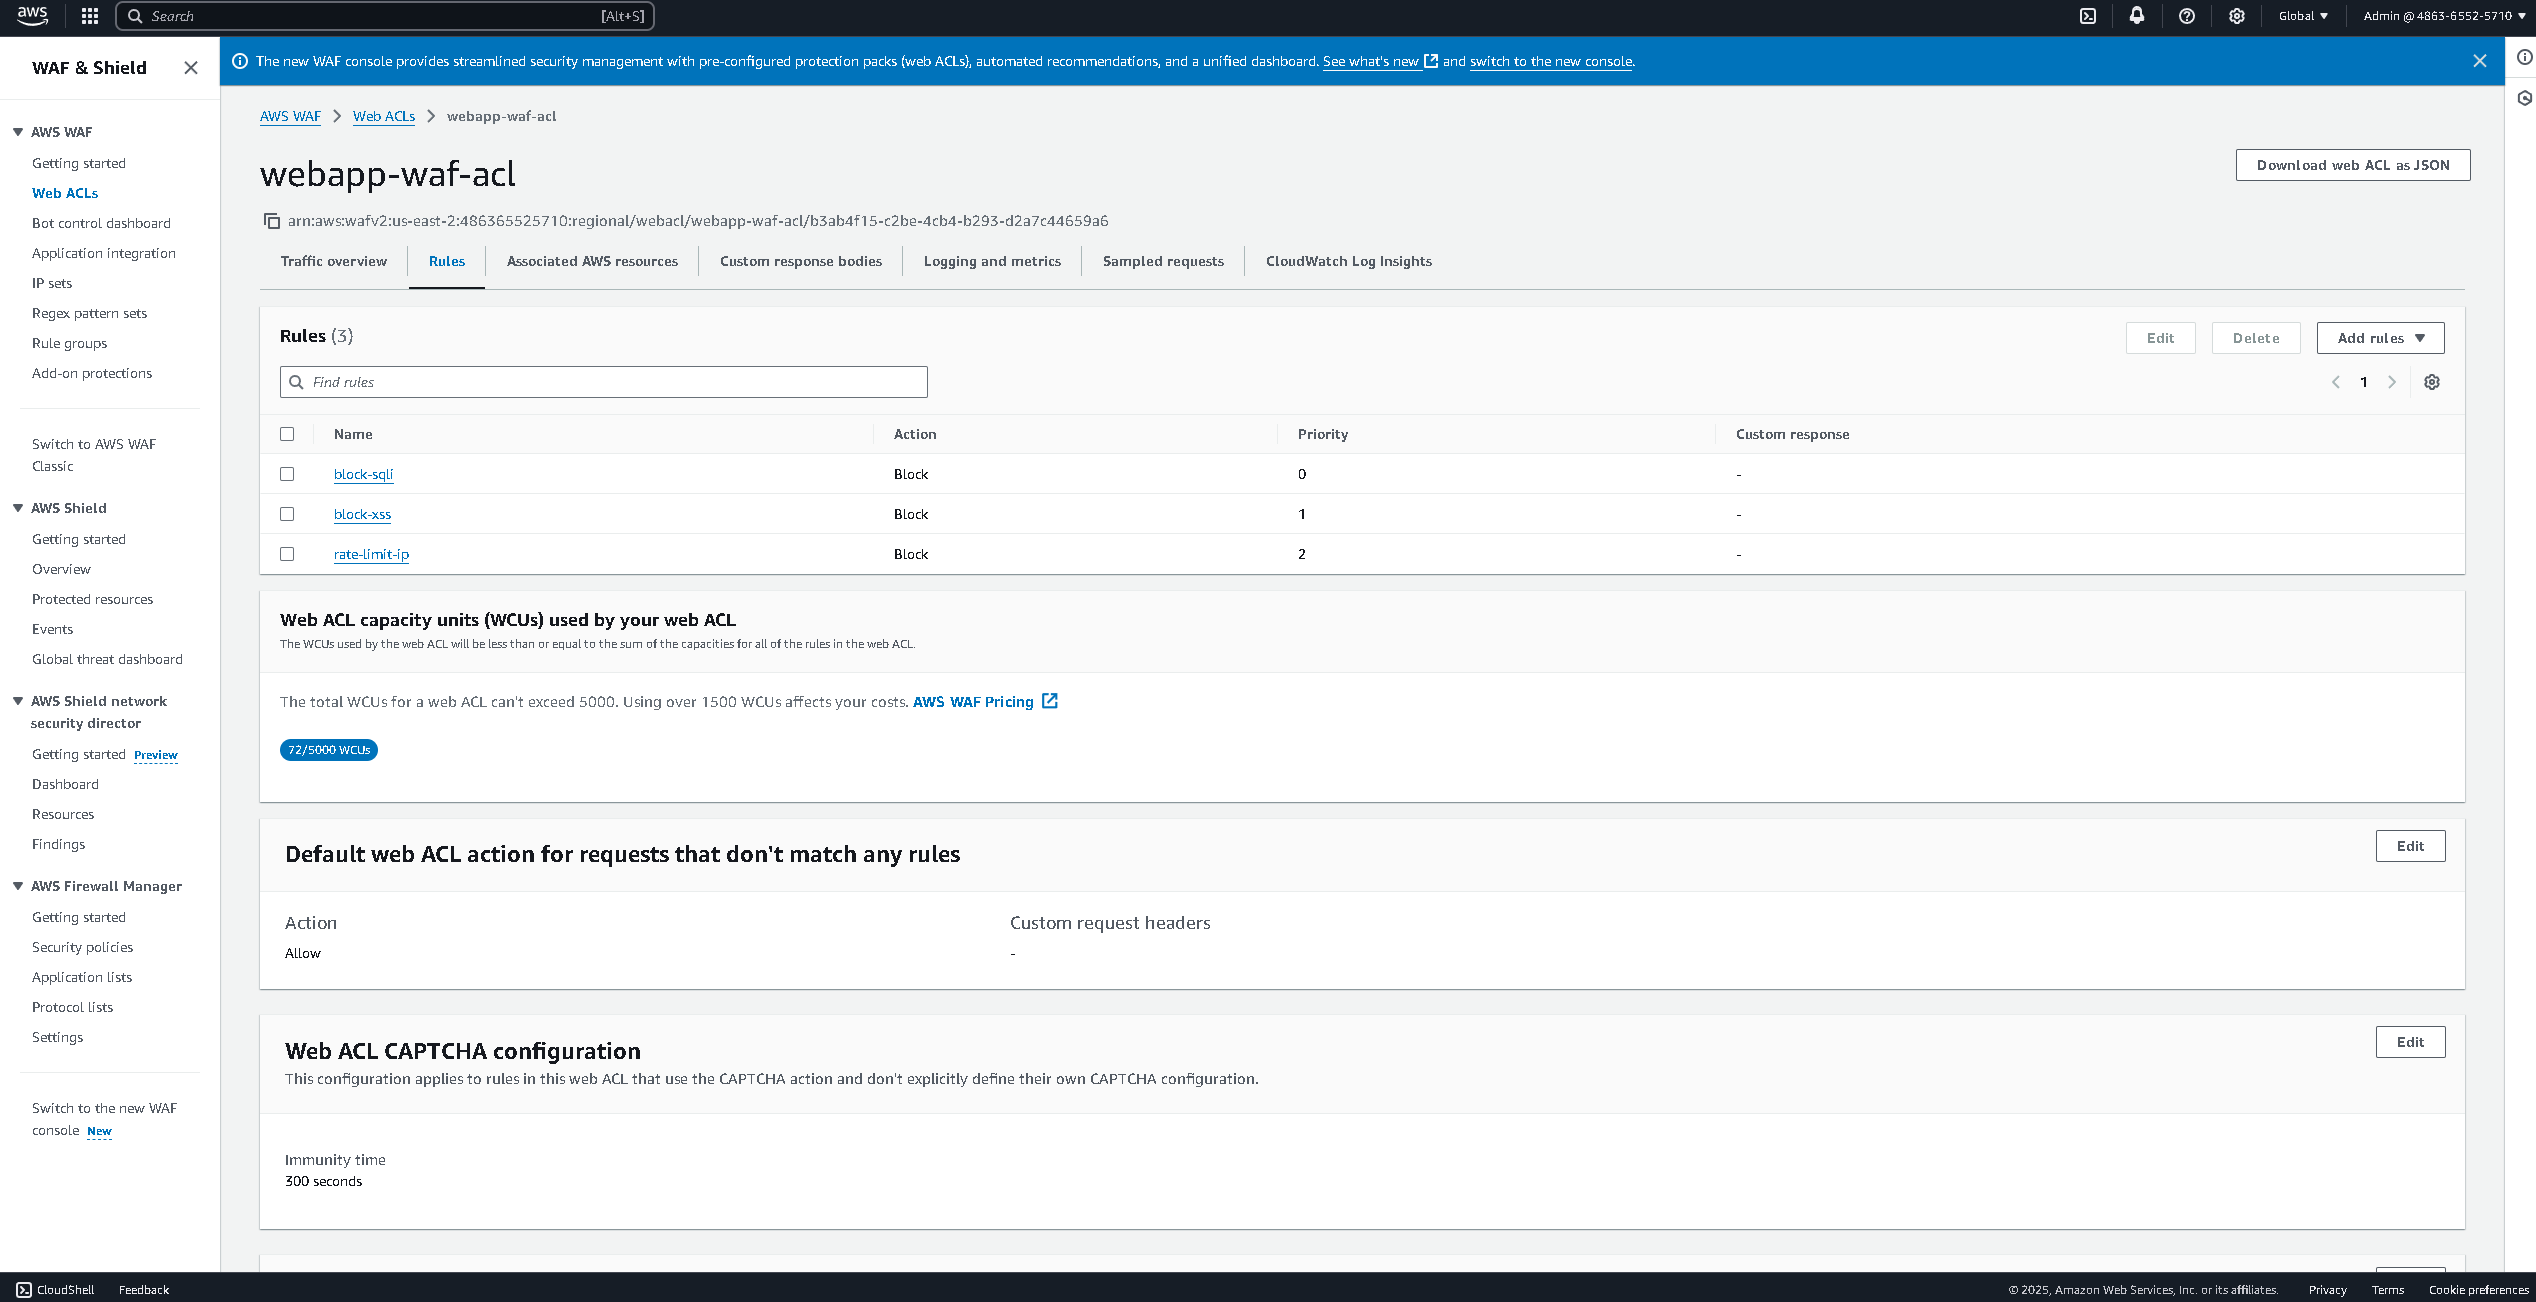 aws
Search
[Alt+S]
Global
Admin @ 4863-6552-5710
WAF & Shield
The new WAF console provides streamlined security management with pre-configured protection packs (web ACLs), automated recommendations, and a unified dashboard. See what's new and switch to the new console.
AWS WAF
Getting started
Web ACLs
Bot control dashboard
Application integration
IP sets
Regex pattern sets
Rule groups
Add-on protections
Switch to AWS WAF
Classic
AWS Shield
Getting started
Overview
Protected resources
Events
Global threat dashboard
AWS Shield network
security director
Getting started Preview
Dashboard
Resources
Findings
AWS Firewall Manager
Getting started
Security policies
Application lists
Protocol lists
Settings
Switch to the new WAF
console New
AWS WAF > Web ACLs > webapp-waf-acl
webapp-waf-acl
Download web ACL as JSON
arn:aws:wafv2:us-east-2:486365525710:regional/webacl/webapp-waf-acl/b3ab4f15-c2be-4cb4-b293-d2a7c44659a6
Traffic overview Rules Associated AWS resources Custom response bodies Logging and metrics Sampled requests CloudWatch Log Insights
Rules (3)
Edit Delete Add rules
Find rules
1
Name Action Priority Custom response
block-sqli Block 0 -
block-xss Block 1 -
rate-limit-ip Block 2 -
Web ACL capacity units (WCUs) used by your web ACL
The WCUs used by the web ACL will be less than or equal to the sum of the capacities for all of the rules in the web ACL.
The total WCUs for a web ACL can't exceed 5000. Using over 1500 WCUs affects your costs. AWS WAF Pricing
72/5000 WCUs
Default web ACL action for requests that don't match any rules
Edit
Action Custom request headers
Allow -
Web ACL CAPTCHA configuration
Edit
This configuration applies to rules in this web ACL that use the CAPTCHA action and don't explicitly define their own CAPTCHA configuration.
Immunity time
300 seconds
CloudShell Feedback
© 2025, Amazon Web Services, Inc. or its affiliates. Privacy Terms Cookie preferences